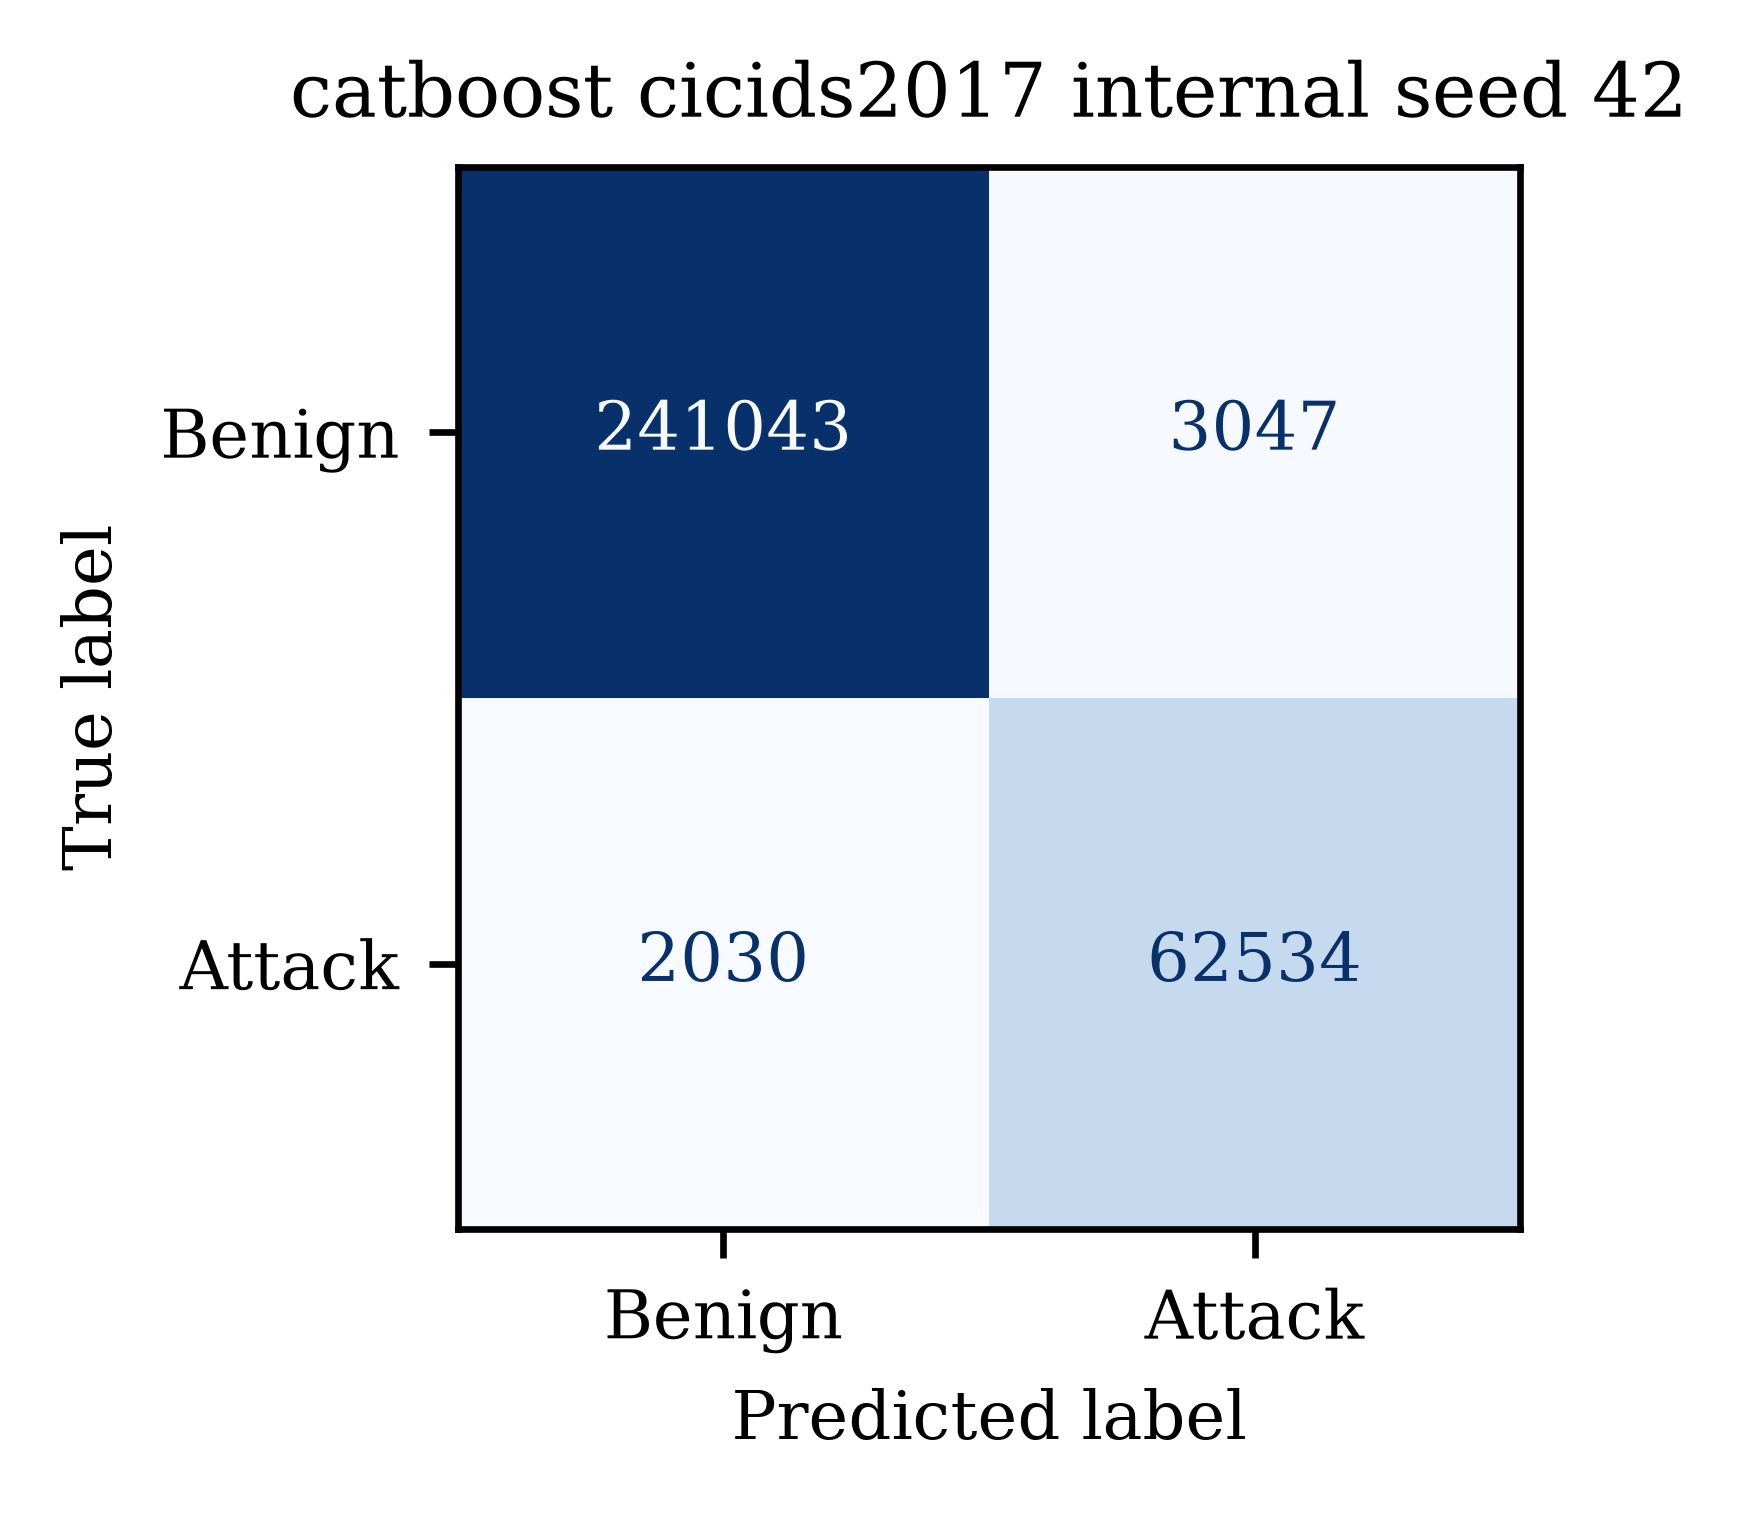 catboost cicids2017 internal seed 42
True label
Benign
241043
3047
Attack
2030
62534
Benign
Attack
Predicted label